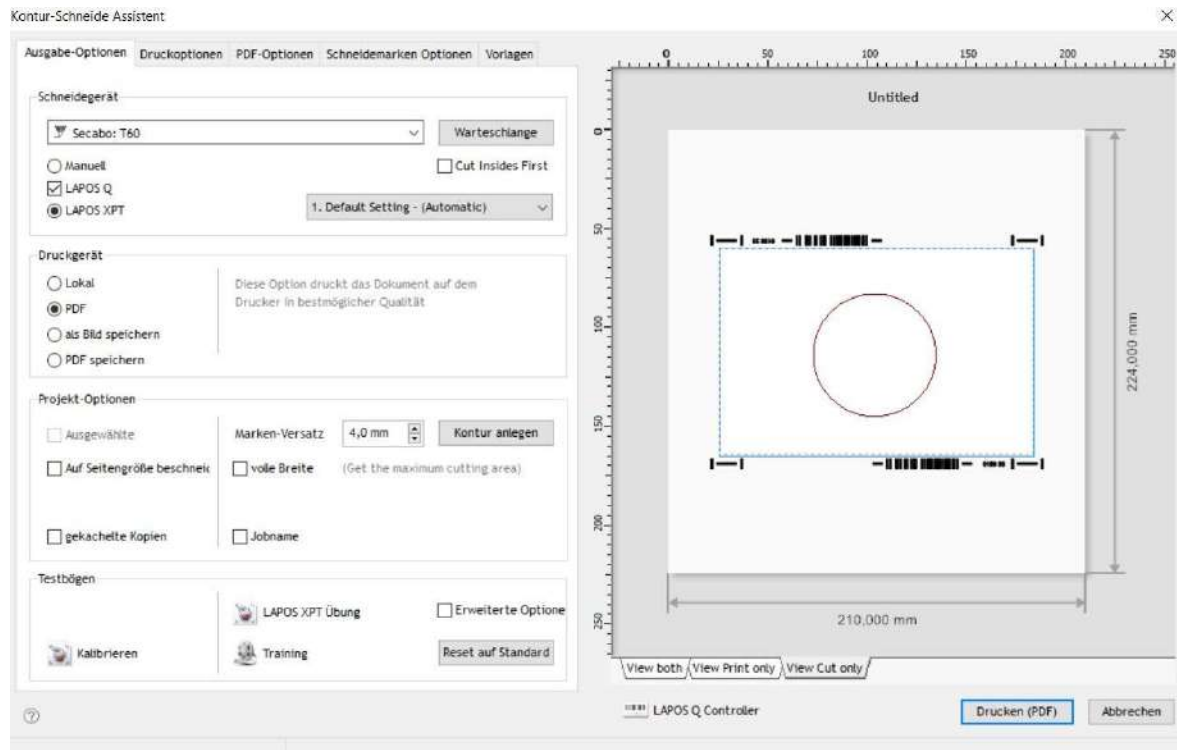 Kontur-Schneide Assistent
Ausgabe-Optionen Druckoptionen PDF-Optionen Schneidemarken Optionen Vorlagen
Schneidegerät
Secabo: T60
Warteschlange
Manuell
Cut Insides First
LAPOS Q
LAPOS XPT
1. Default Setting - (Automatic)
Druckgerät
Lokal
Diese Option druckt das Dokument auf dem
Drucker in bestmöglicher Qualität
PDF
als Bild speichern
PDF speichern
Projekt-Optionen
Ausgewählte
Marken-Versatz 4,0 mm Kontur anlegen
Auf Seitengröße beschneic
volle Breite (Get the maximum cutting area)
gekachelte Kopien
Jobname
Testbögen
LAPOS XPT Übung
Erweiterte Optione
Kalibrieren
Training
Reset auf Standard
0 50 100 150 200 250
Untitled
0
50
100
150
200
250
224,000 mm
210,000 mm
View both View Print only View Cut only
LAPOS Q Controller
Drucken (PDF) Abbrechen